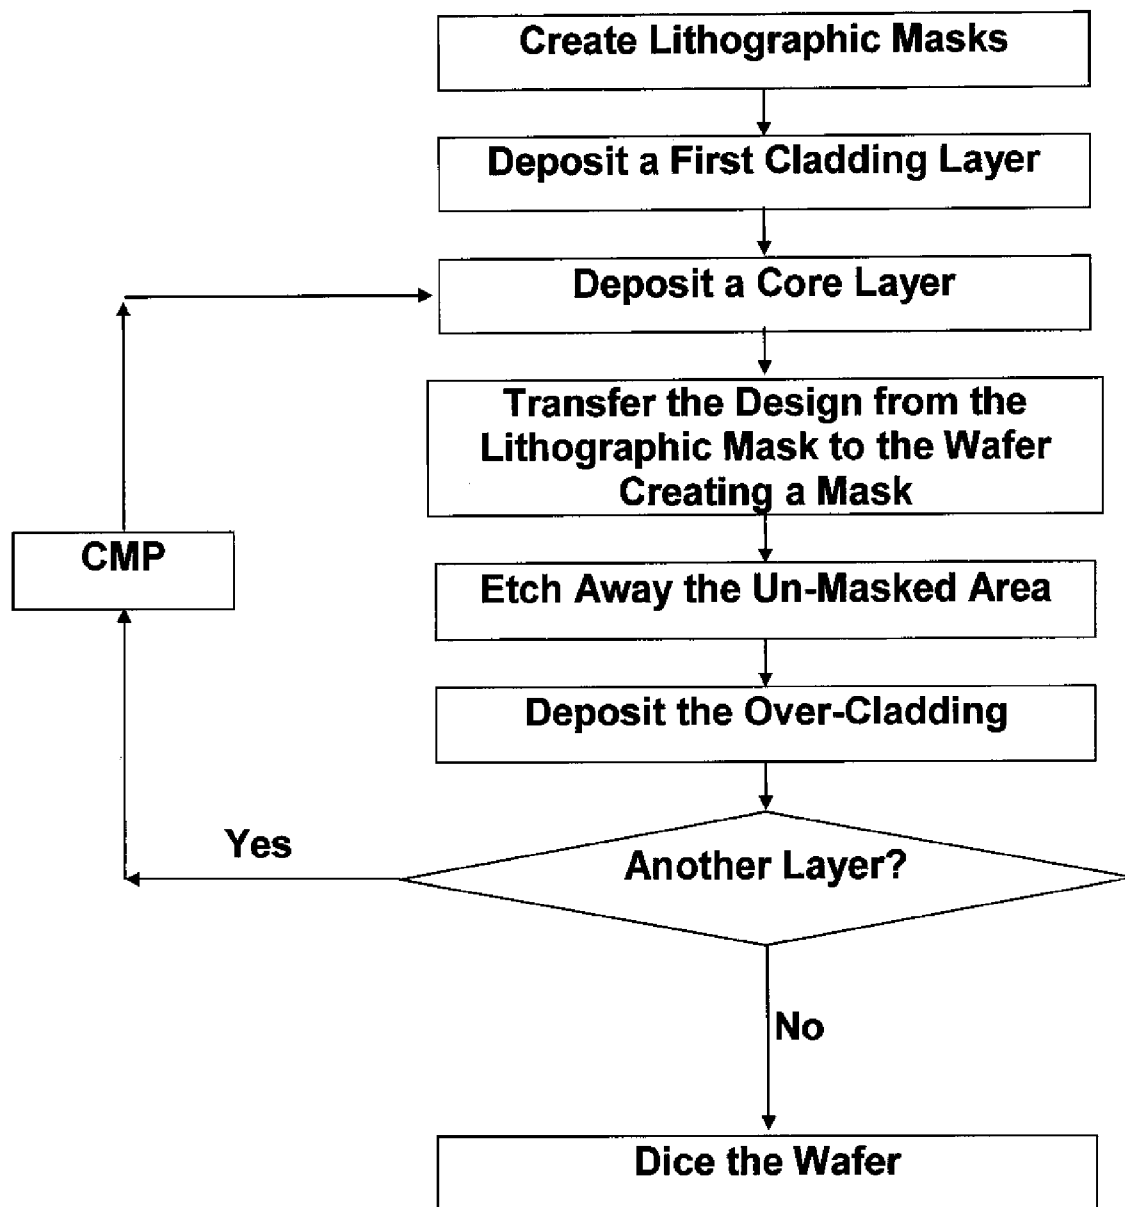 Create Lithographic Masks
Deposit a First Cladding Layer
Deposit a Core Layer
Transfer the Design from the
Lithographic Mask to the Wafer
Creating a Mask
CMP
Etch Away the Un-Masked Area
Deposit the Over-Cladding
Yes
Another Layer?
No
Dice the Wafer